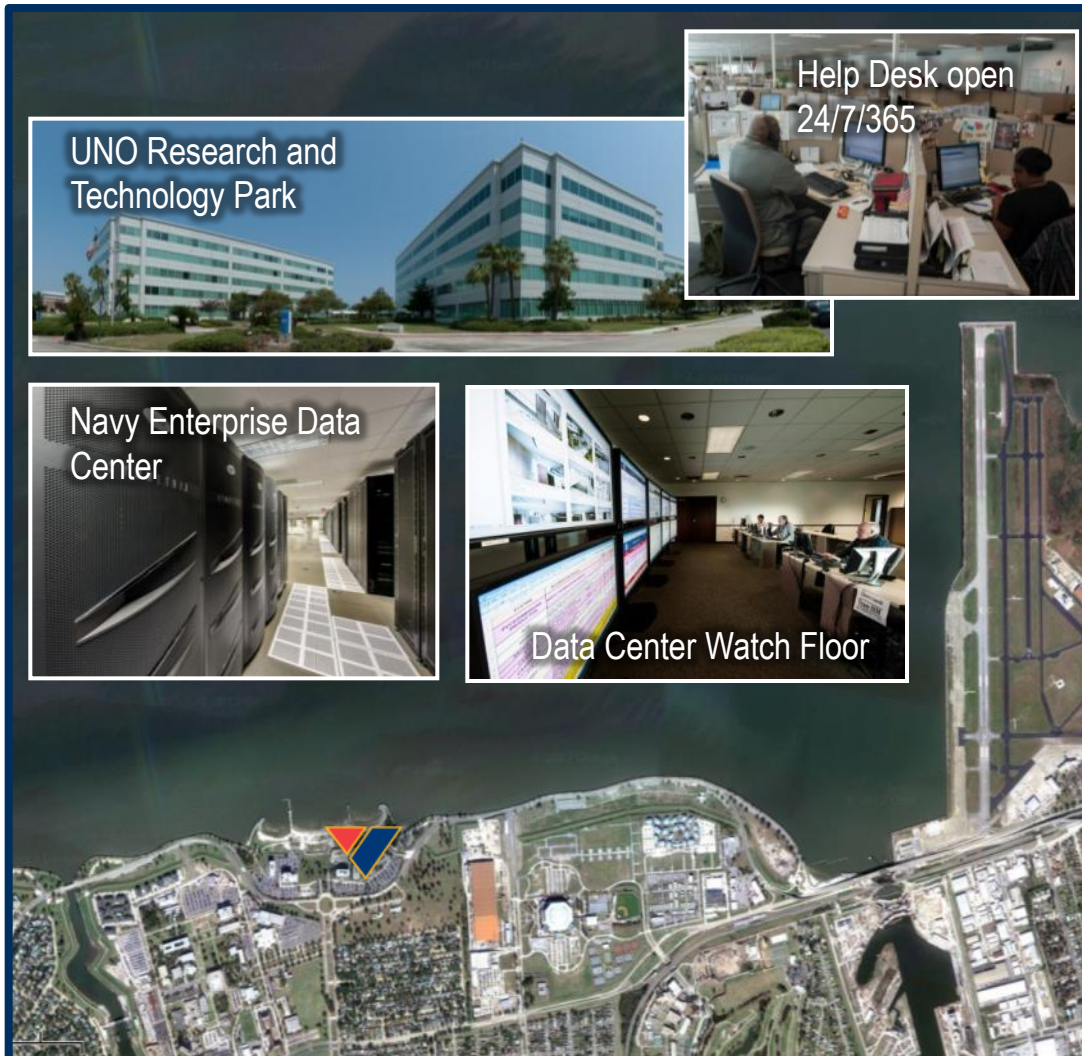 Help Desk open
24/7/365
UNO Research and
Technology Park
Navy Enterprise Data
Center
Data Center Watch Floor